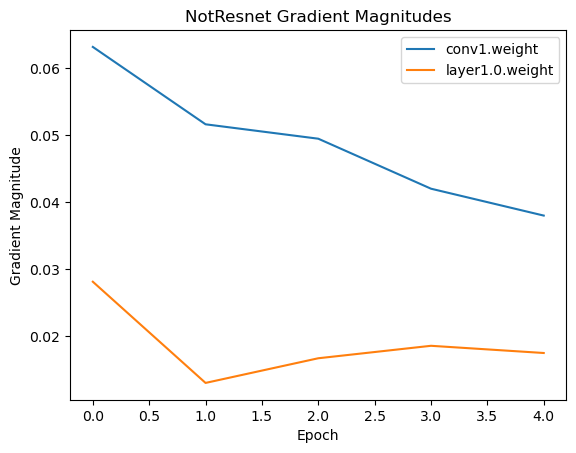 NotResnet Gradient Magnitudes
conv1.weight
layer1.0.weight
Gradient Magnitude
0.06
0.05
0.04
0.03
0.02
0.0 0.5 1.0 1.5 2.0 2.5 3.0 3.5 4.0
Epoch